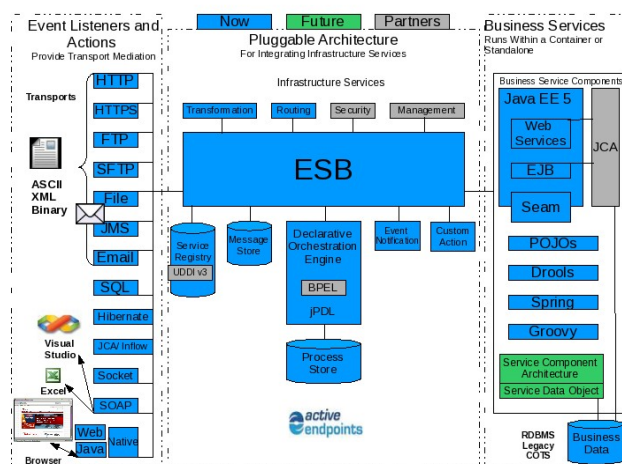 Now
Future
Partners
Event Listeners and
Actions
Provide Transport Mediation
Transports
HTTP
HTTPS
FTP
SFTP
File
JMS
Email
SQL
Hibernate
JCA/ Inflow
Socket
SOAP
ASCII
XML
Binary
Visual
Studio
Excel
Browser
Web
Java
Native
Pluggable Architecture
For Integrating Infrastructure Services
Infrastructure Services
Transformation
Routing
Security
Management
ESB
Service
Registry
UDDI v3
Message
Store
Declarative
Orchestration
Engine
BPEL
jPDL
Process
Store
Event
Notification
Custom
Action
active
endpoints
Business Services
Runs Within a Container or
Standalone
Business Service Components
Java EE 5
Web
Services
EJB
Seam
JCA
POJOs
Drools
Spring
Groovy
Service Component
Architecture
Service Data Object
RDBMS
Legacy
COTS
Business
Data